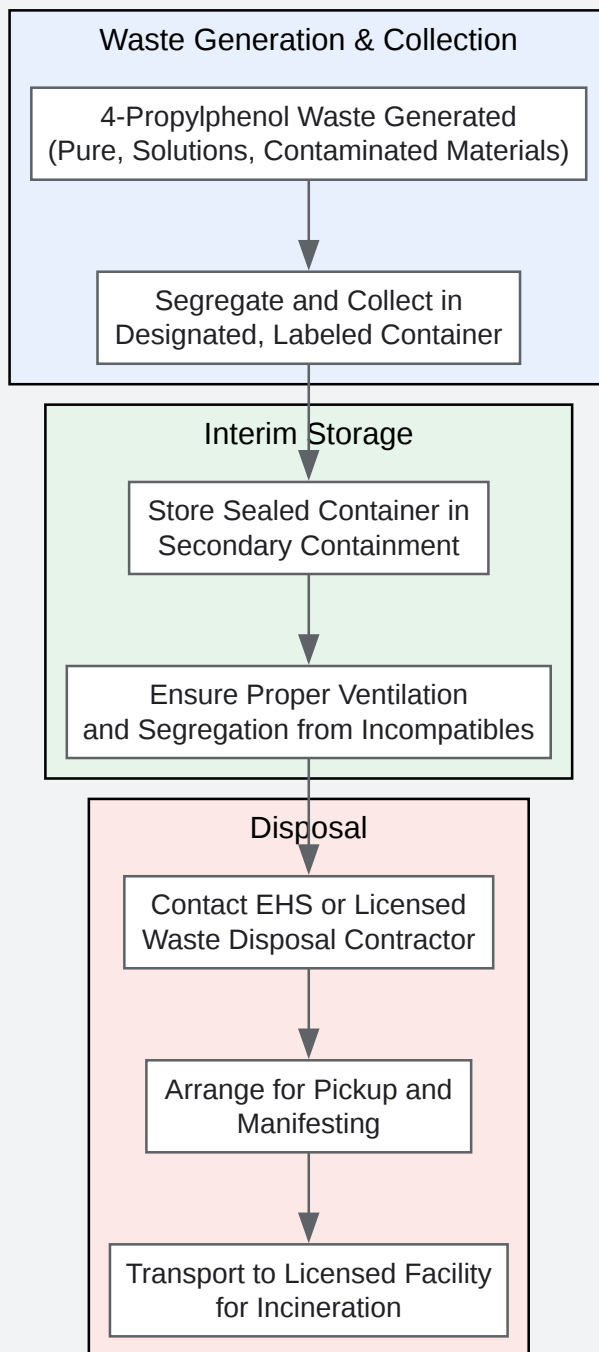 Waste Generation & Collection
4-Propylphenol Waste Generated
(Pure, Solutions, Contaminated Materials)
Segregate and Collect in
Designated, Labeled Container
Interim Storage
Store Sealed Container in
Secondary Containment
Ensure Proper Ventilation
and Segregation from Incompatibles
Disposal
Contact EHS or Licensed
Waste Disposal Contractor
Arrange for Pickup and
Manifesting
Transport to Licensed Facility
for Incineration